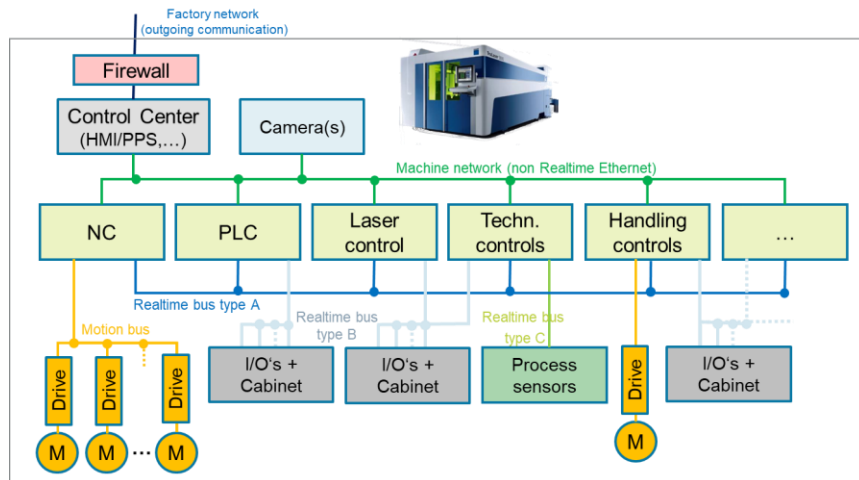 Factory network
(outgoing communication)
Firewall
Control Center
(HMI/PPS,...)
Camera(s)
Machine network (non Realtime Ethernet)
NC
PLC
Laser
control
Techn.
controls
Handling
controls
...
Realtime bus type A
Motion bus
Realtime bus
type B
Realtime bus
type C
I/O‘s +
Cabinet
I/O‘s +
Cabinet
Process
sensors
I/O‘s +
Cabinet
Drive
Drive
Drive
Drive
M
M
...
M
M